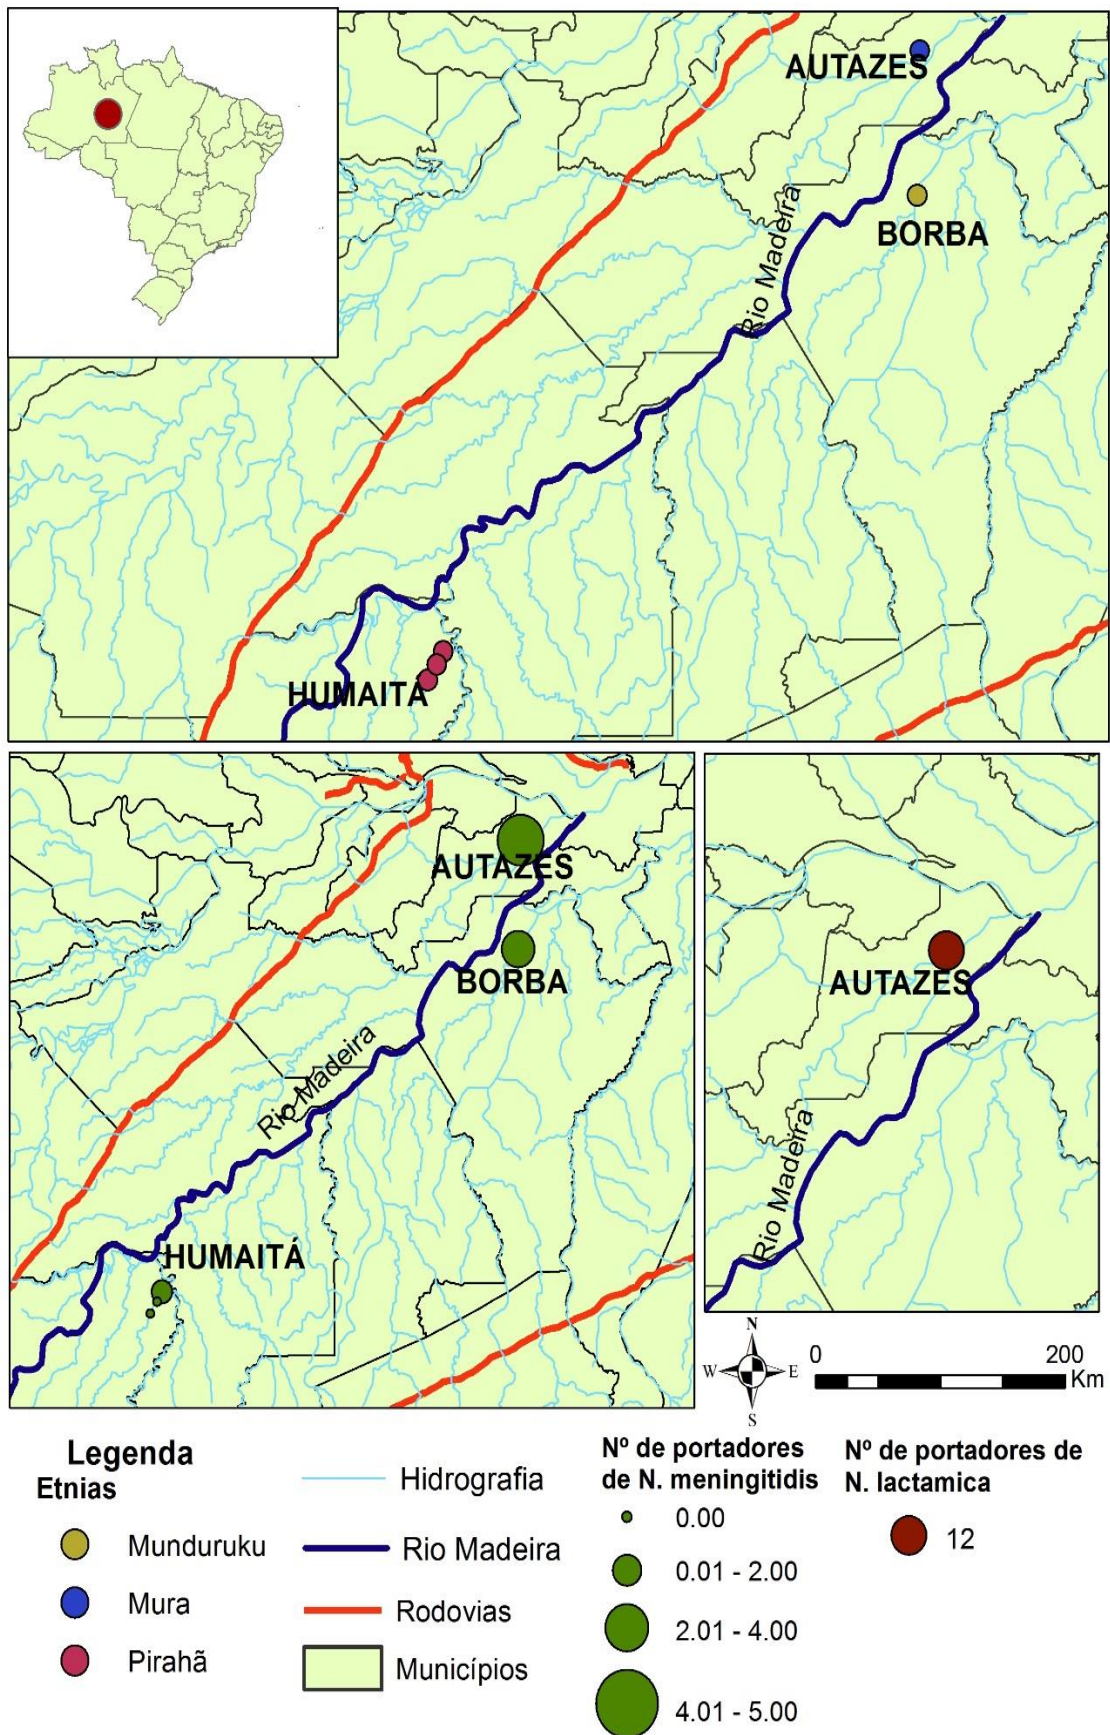 AUTAZES
BORBA
Rio Madeira
HUMAITÁ
AUTAZES
BORBA
Rio Madeira
HUMAITÁ
AUTAZES
Rio Madeira
N
W
E
S
0
200
Km
Legenda
Etnias
Munduruku
Mura
Pirahã
Hidrografia
Rio Madeira
Rodovias
Municípios
Nº de portadores
de N. meningitidis
0.00
0.01 - 2.00
2.01 - 4.00
4.01 - 5.00
Nº de portadores de
N. lactamica
12